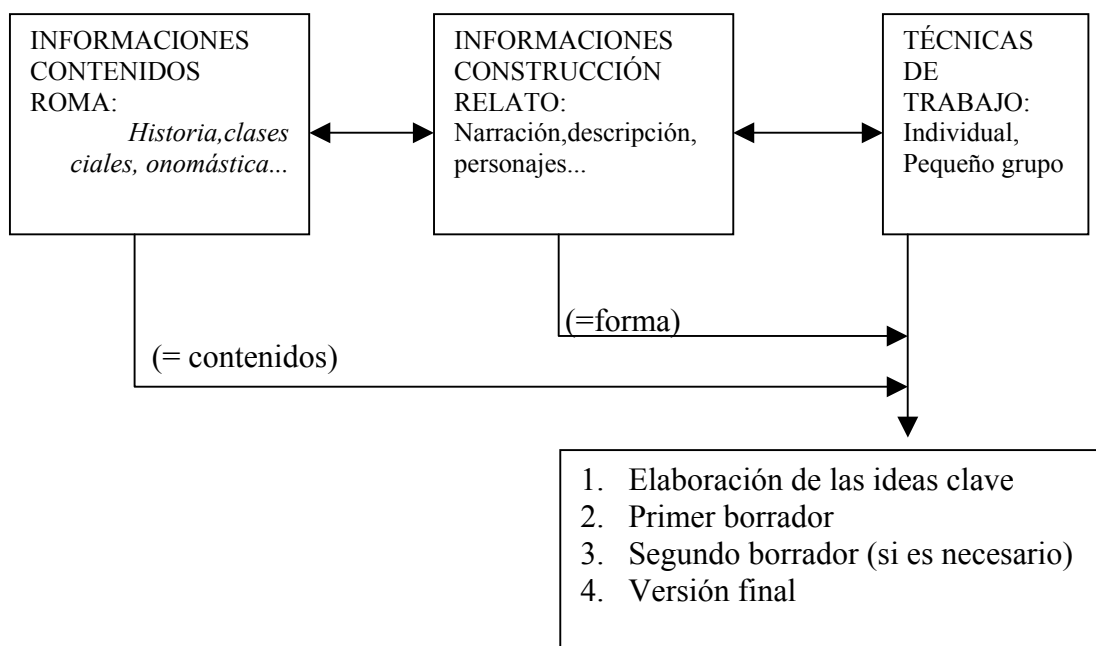 INFORMACIONES
CONTENIDOS
ROMA:
Historia,clases
ciales, onomástica...
INFORMACIONES
CONSTRUCCIÓN
RELATO:
Narración,descripción,
personajes...
TÉCNICAS
DE
TRABAJO:
Individual,
Pequeño grupo
(=forma)
(= contenidos)
1. Elaboración de las ideas clave
2. Primer borrador
3. Segundo borrador (si es necesario)
4. Versión final